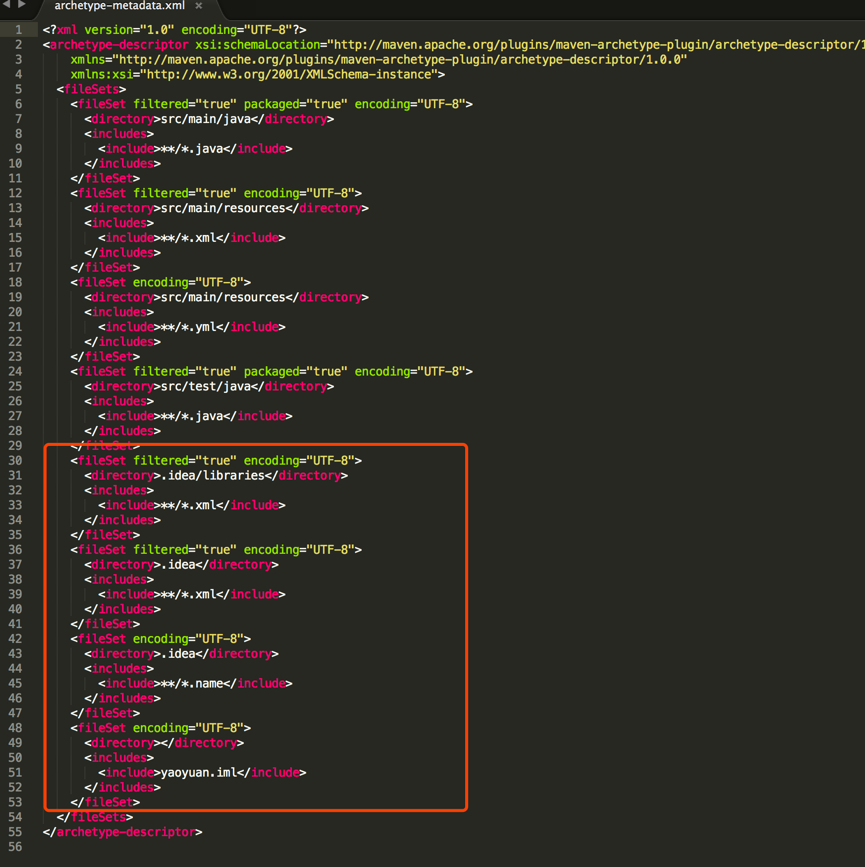 archetype-metadata.xml ×
1 <?xml version="1.0" encoding="UTF-8"?>
2 <archetype-descriptor xsi:schemaLocation="http://maven.apache.org/plugins/maven-archetype-plugin/archetype-descriptor/1
3 xmlns="http://maven.apache.org/plugins/maven-archetype-plugin/archetype-descriptor/1.0.0"
4 xmlns:xsi="http://www.w3.org/2001/XMLSchema-instance">
5 <fileSets>
6 <fileSet filtered="true" packaged="true" encoding="UTF-8">
7 <directory>src/main/java</directory>
8 <includes>
9 <include>**/*.java</include>
10 </includes>
11 </fileSet>
12 <fileSet filtered="true" encoding="UTF-8">
13 <directory>src/main/resources</directory>
14 <includes>
15 <include>**/*.xml</include>
16 </includes>
17 </fileSet>
18 <fileSet encoding="UTF-8">
19 <directory>src/main/resources</directory>
20 <includes>
21 <include>**/*.yml</include>
22 </includes>
23 </fileSet>
24 <fileSet filtered="true" packaged="true" encoding="UTF-8">
25 <directory>src/test/java</directory>
26 <includes>
27 <include>**/*.java</include>
28 </includes>
29 </fileSet>
30 <fileSet filtered="true" encoding="UTF-8">
31 <directory>.idea/libraries</directory>
32 <includes>
33 <include>**/*.xml</include>
34 </includes>
35 </fileSet>
36 <fileSet filtered="true" encoding="UTF-8">
37 <directory>.idea</directory>
38 <includes>
39 <include>**/*.xml</include>
40 </includes>
41 </fileSet>
42 <fileSet encoding="UTF-8">
43 <directory>.idea</directory>
44 <includes>
45 <include>**/*.name</include>
46 </includes>
47 </fileSet>
48 <fileSet encoding="UTF-8">
49 <directory></directory>
50 <includes>
51 <include>yaoyuan.iml</include>
52 </includes>
53 </fileSet>
54 </fileSets>
55 </archetype-descriptor>
56